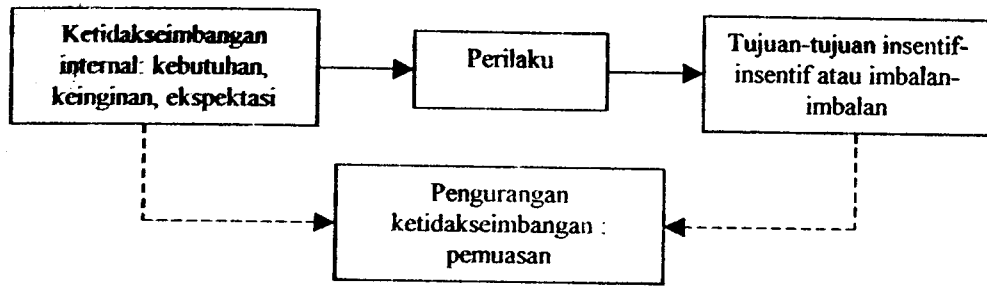 Ketidakseimbangan
internal: kebutuhan,
keinginan, ekspektasi
Perilaku
Tujuan-tujuan insentif-
insentif atau imbalan-
imbalan
Pengurangan
ketidakseimbangan :
pemuasan